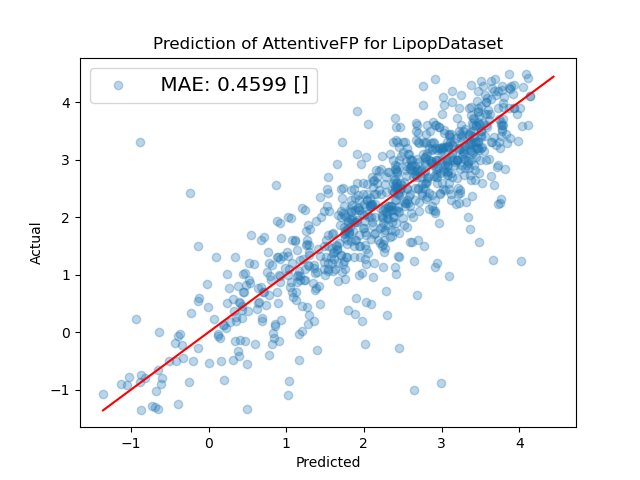 Prediction of AttentiveFP for LipopDataset
MAE: 0.4599 []
4
3
2
1
0
−1
Actual
−1 0 1 2 3 4
Predicted